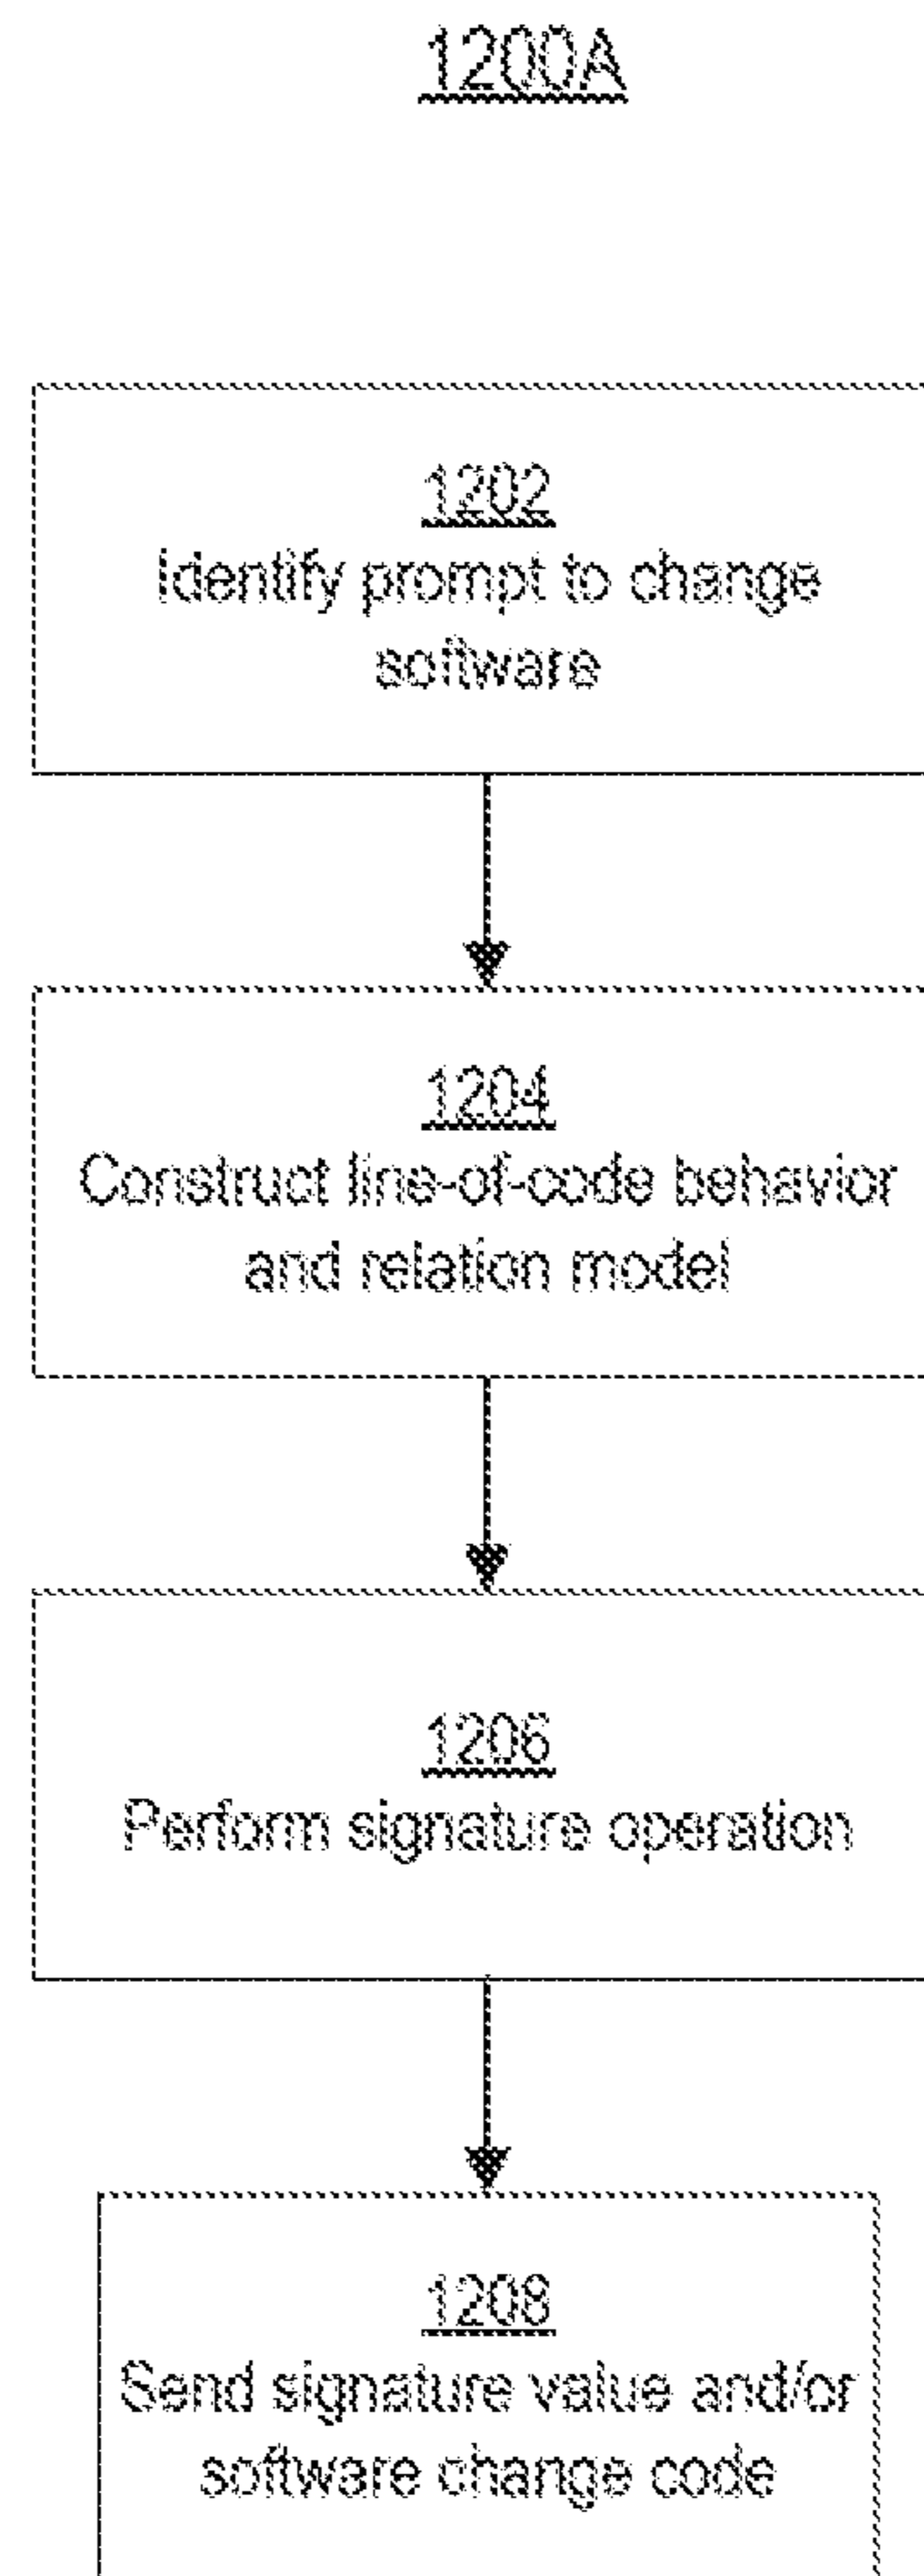 1200A
1202
Identify prompt to change
software
1204
Construct line-of-code behavior
and relation model
1206
Perform signature operation
1208
Send signature value and/or
software change code